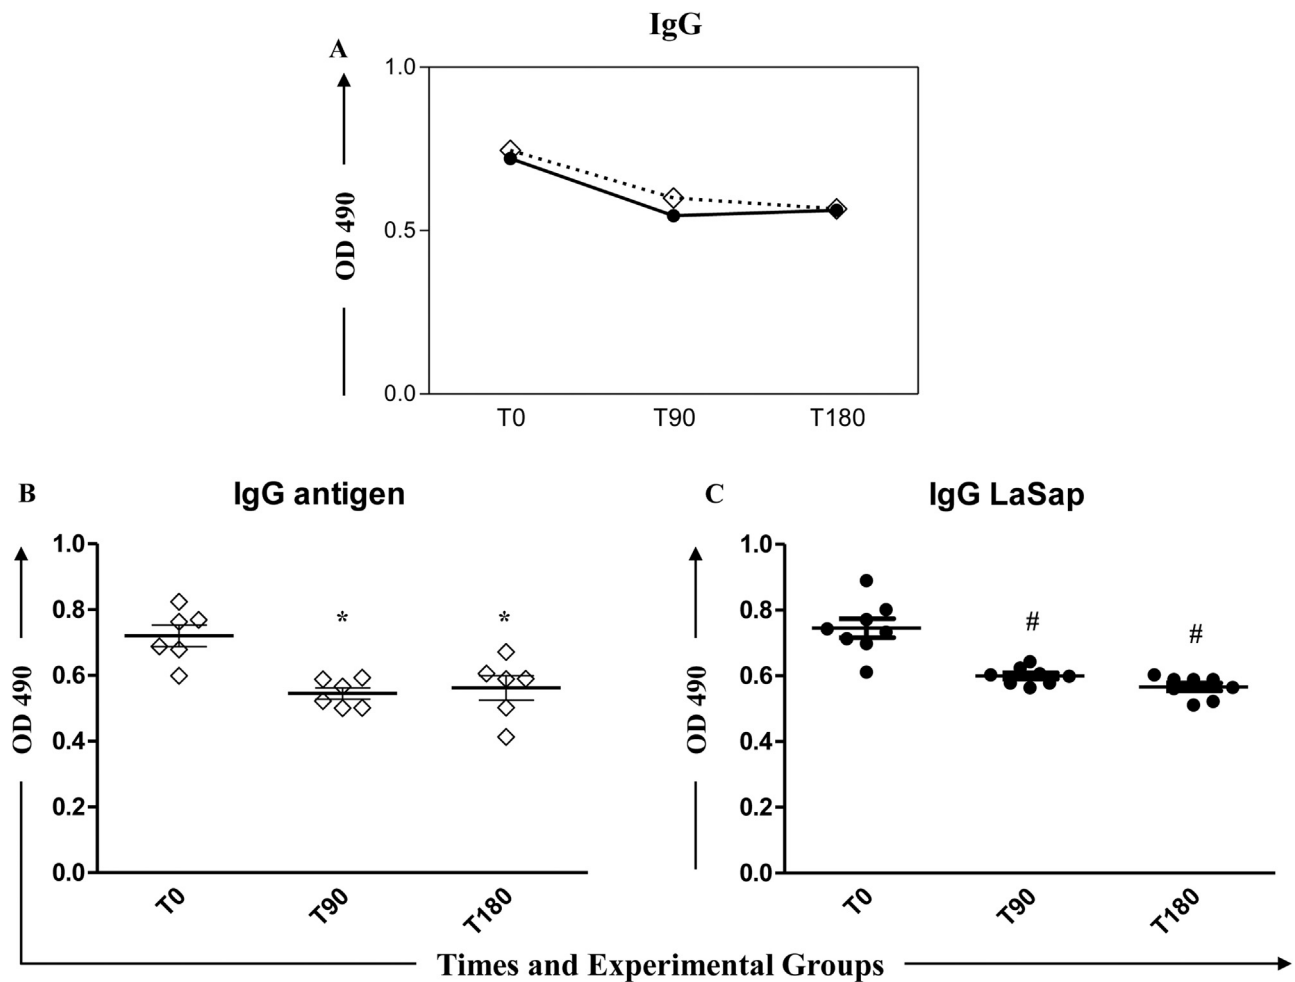 IgG
A
1.0
0.5
0.0
OD 490
T0 T90 T180
B
IgG antigen
1.0
0.8
0.6
0.4
0.2
0.0
OD 490
* *
T0 T90 T180
C
IgG LaSap
1.0
0.8
0.6
0.4
0.2
0.0
OD 490
# #
T0 T90 T180
Times and Experimental Groups